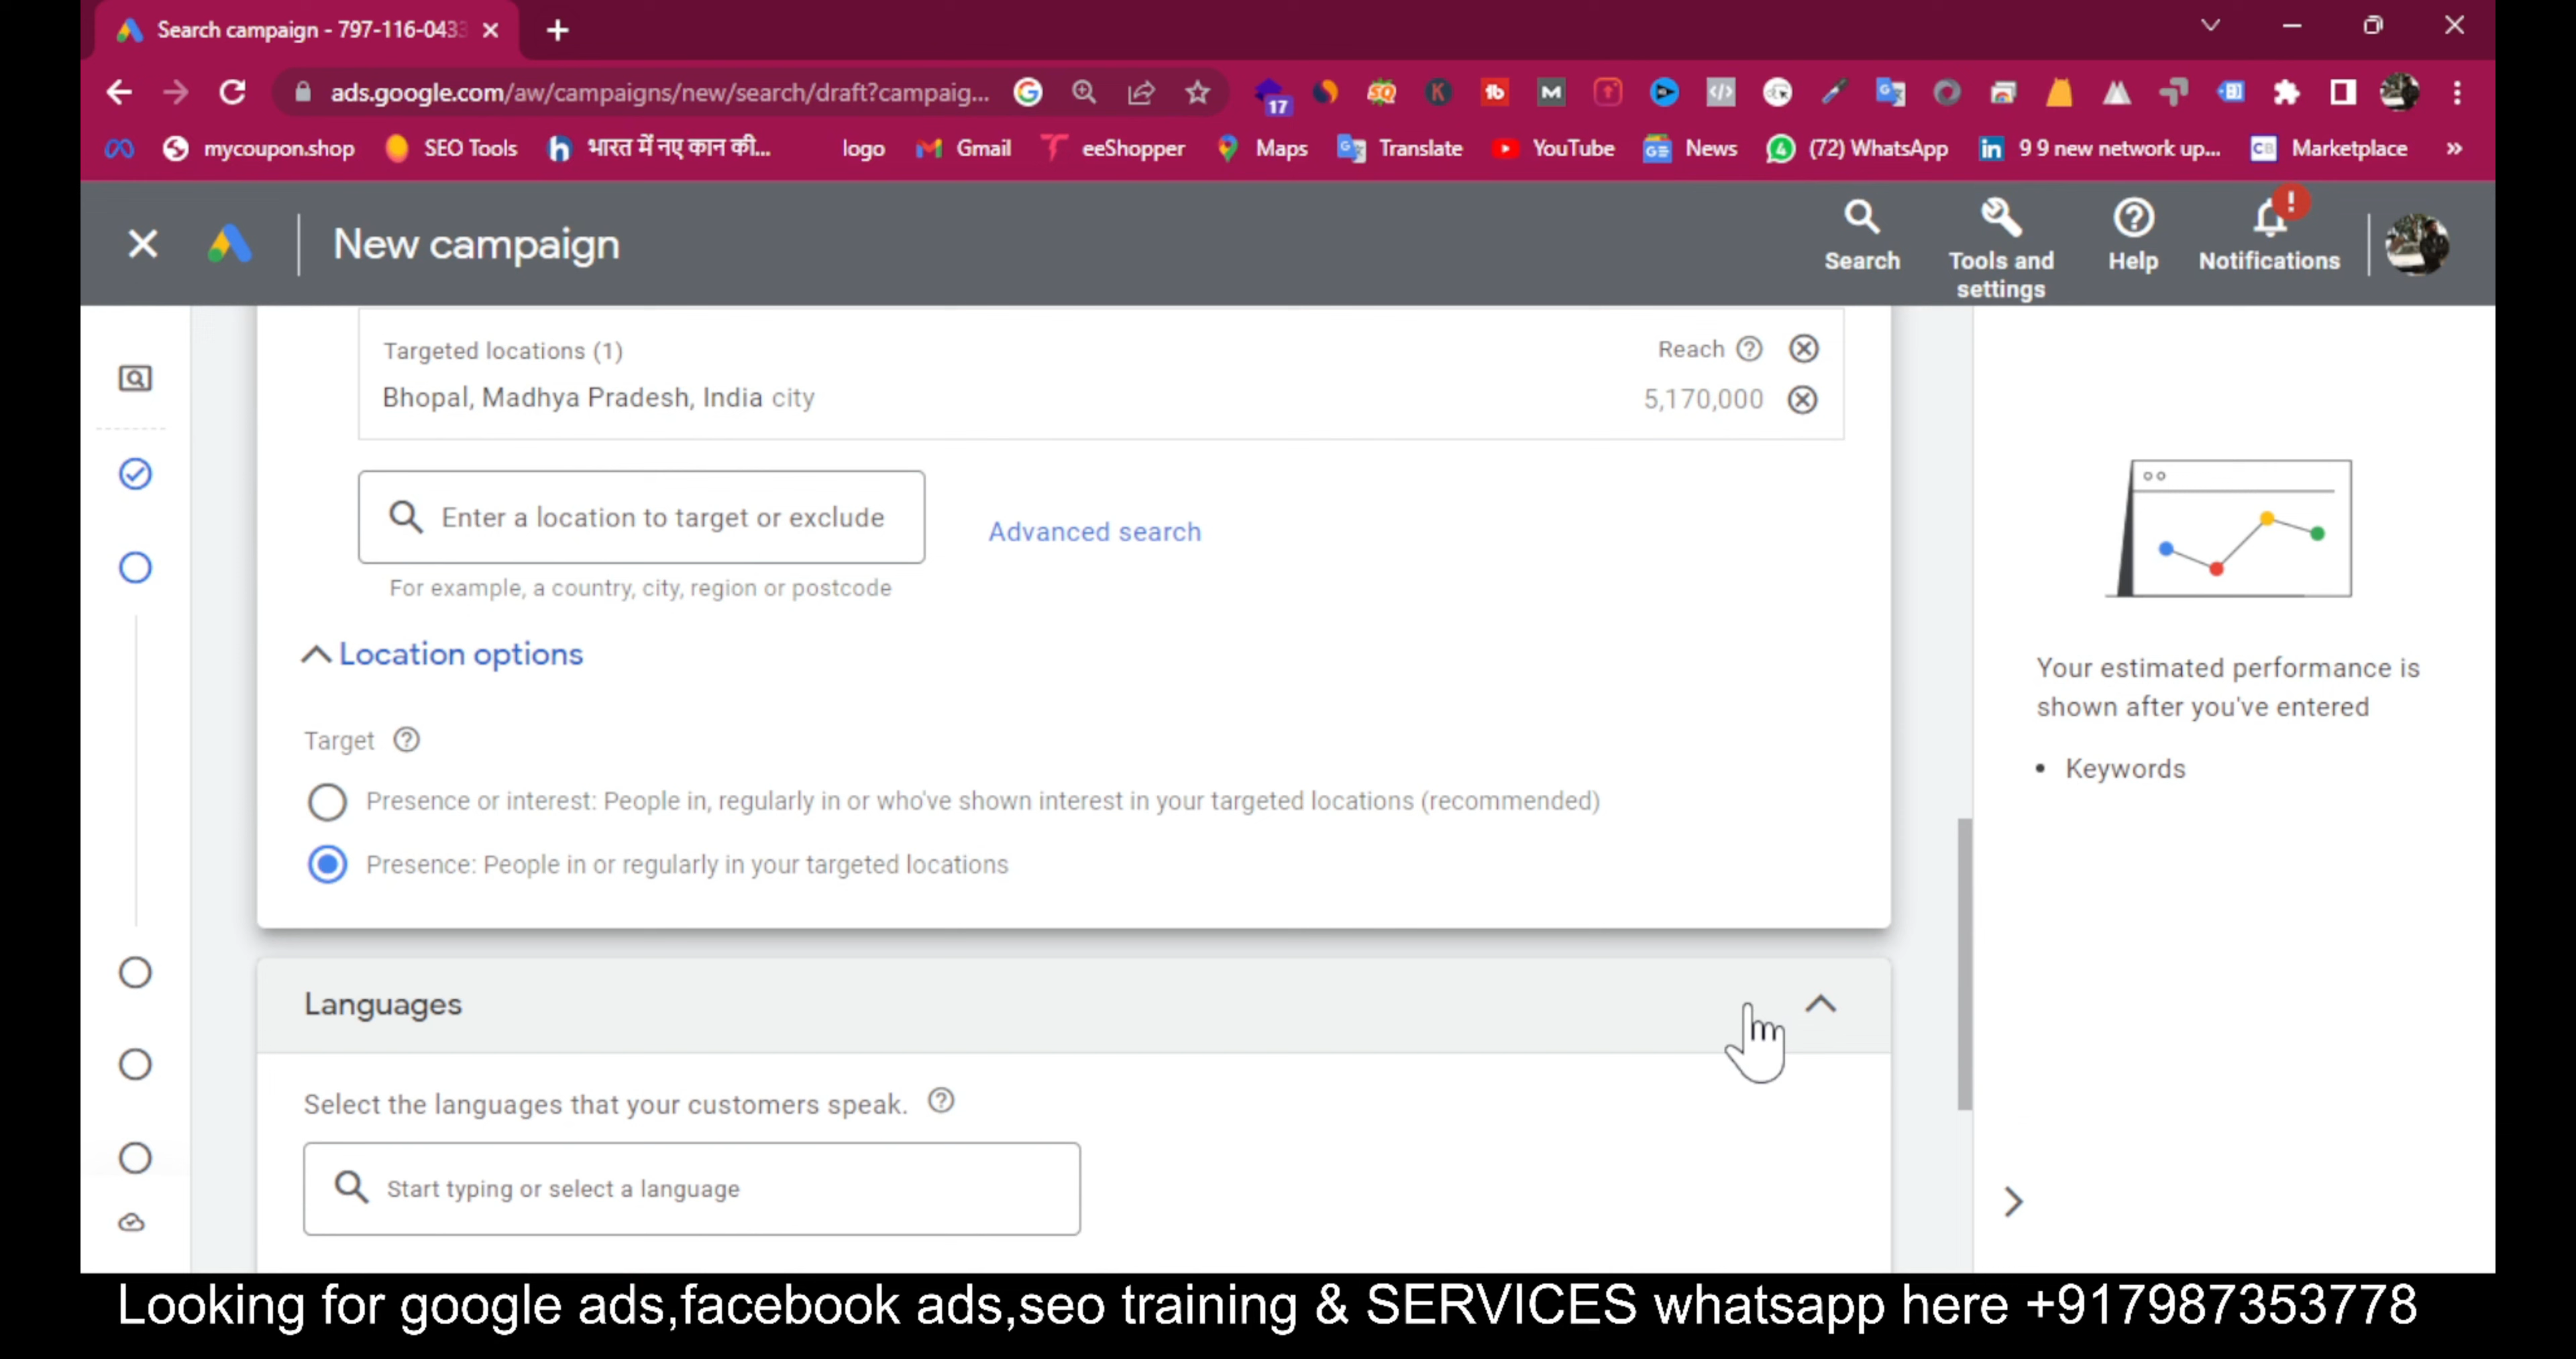 Search campaign - 797-116-0433
ads.google.com/aw/campaigns/new/search/draft?campaig...
17
mycoupon.shop SEO Tools भारत में नए कान की... logo Gmail eeShopper Maps Translate YouTube News (72) WhatsApp 9 9 new network up... Marketplace »
New campaign
Search
Tools and settings
Help
Notifications
Targeted locations (1) Reach
Bhopal, Madhya Pradesh, India city 5,170,000
Enter a location to target or exclude
Advanced search
For example, a country, city, region or postcode
Location options
Target
Presence or interest: People in, regularly in or who've shown interest in your targeted locations (recommended)
Presence: People in or regularly in your targeted locations
Languages
Select the languages that your customers speak.
Start typing or select a language
Your estimated performance is
shown after you've entered
• Keywords
Looking for google ads,facebook ads,seo training & SERVICES whatsapp here +917987353778